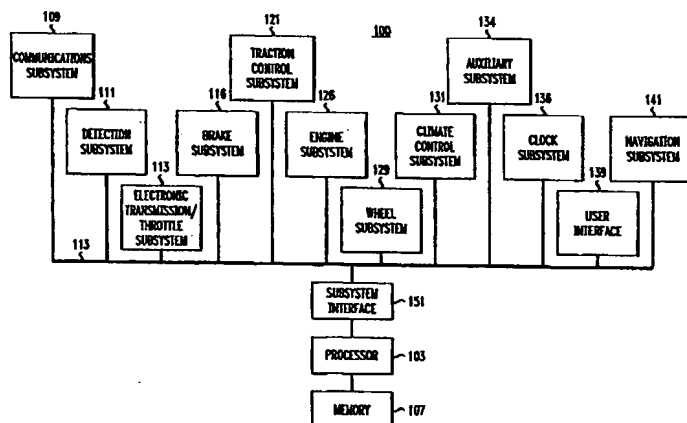 109
COMMUNICATIONS
SUBSYSTEM
121
TRACTION
CONTROL
SUBSYSTEM
100
134
AUXILIARY
SUBSYSTEM
111
DETECTION
SUBSYSTEM
116
BRAKE
SUBSYSTEM
126
ENGINE
SUBSYSTEM
131
CLIMATE
CONTROL
SUBSYSTEM
136
CLOCK
SUBSYSTEM
141
NAVIGATION
SUBSYSTEM
113
ELECTRONIC
TRANSMISSION/
THROTTLE
SUBSYSTEM
129
WHEEL
SUBSYSTEM
139
USER
INTERFACE
113
SUBSYSTEM
INTERFACE
151
PROCESSOR
103
MEMORY
107